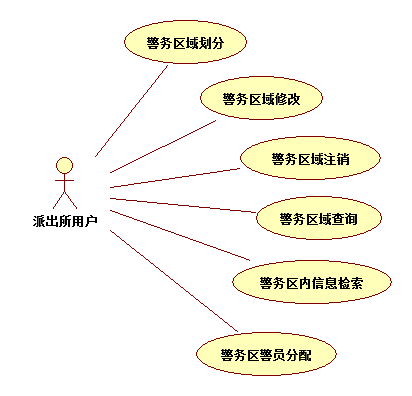 警务区域划分
警务区域修改
警务区域注销
派出所用户
警务区域查询
警务区内信息检索
警务区警员分配